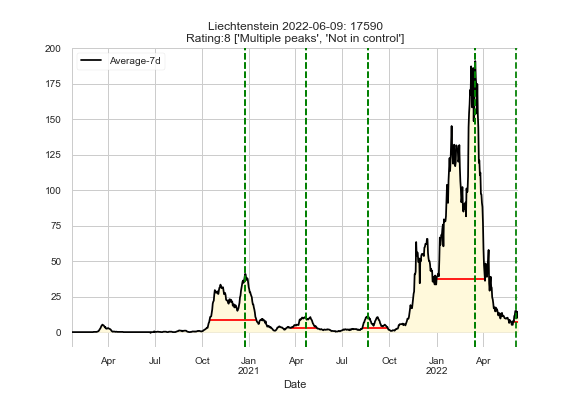 Liechtenstein 2022-06-09: 17590
Rating:8 ['Multiple peaks', 'Not in control']
Average-7d
200
175
150
125
100
75
50
25
0
Apr Jul Oct Jan Apr Jul Oct Jan Apr
2021 2022
Date